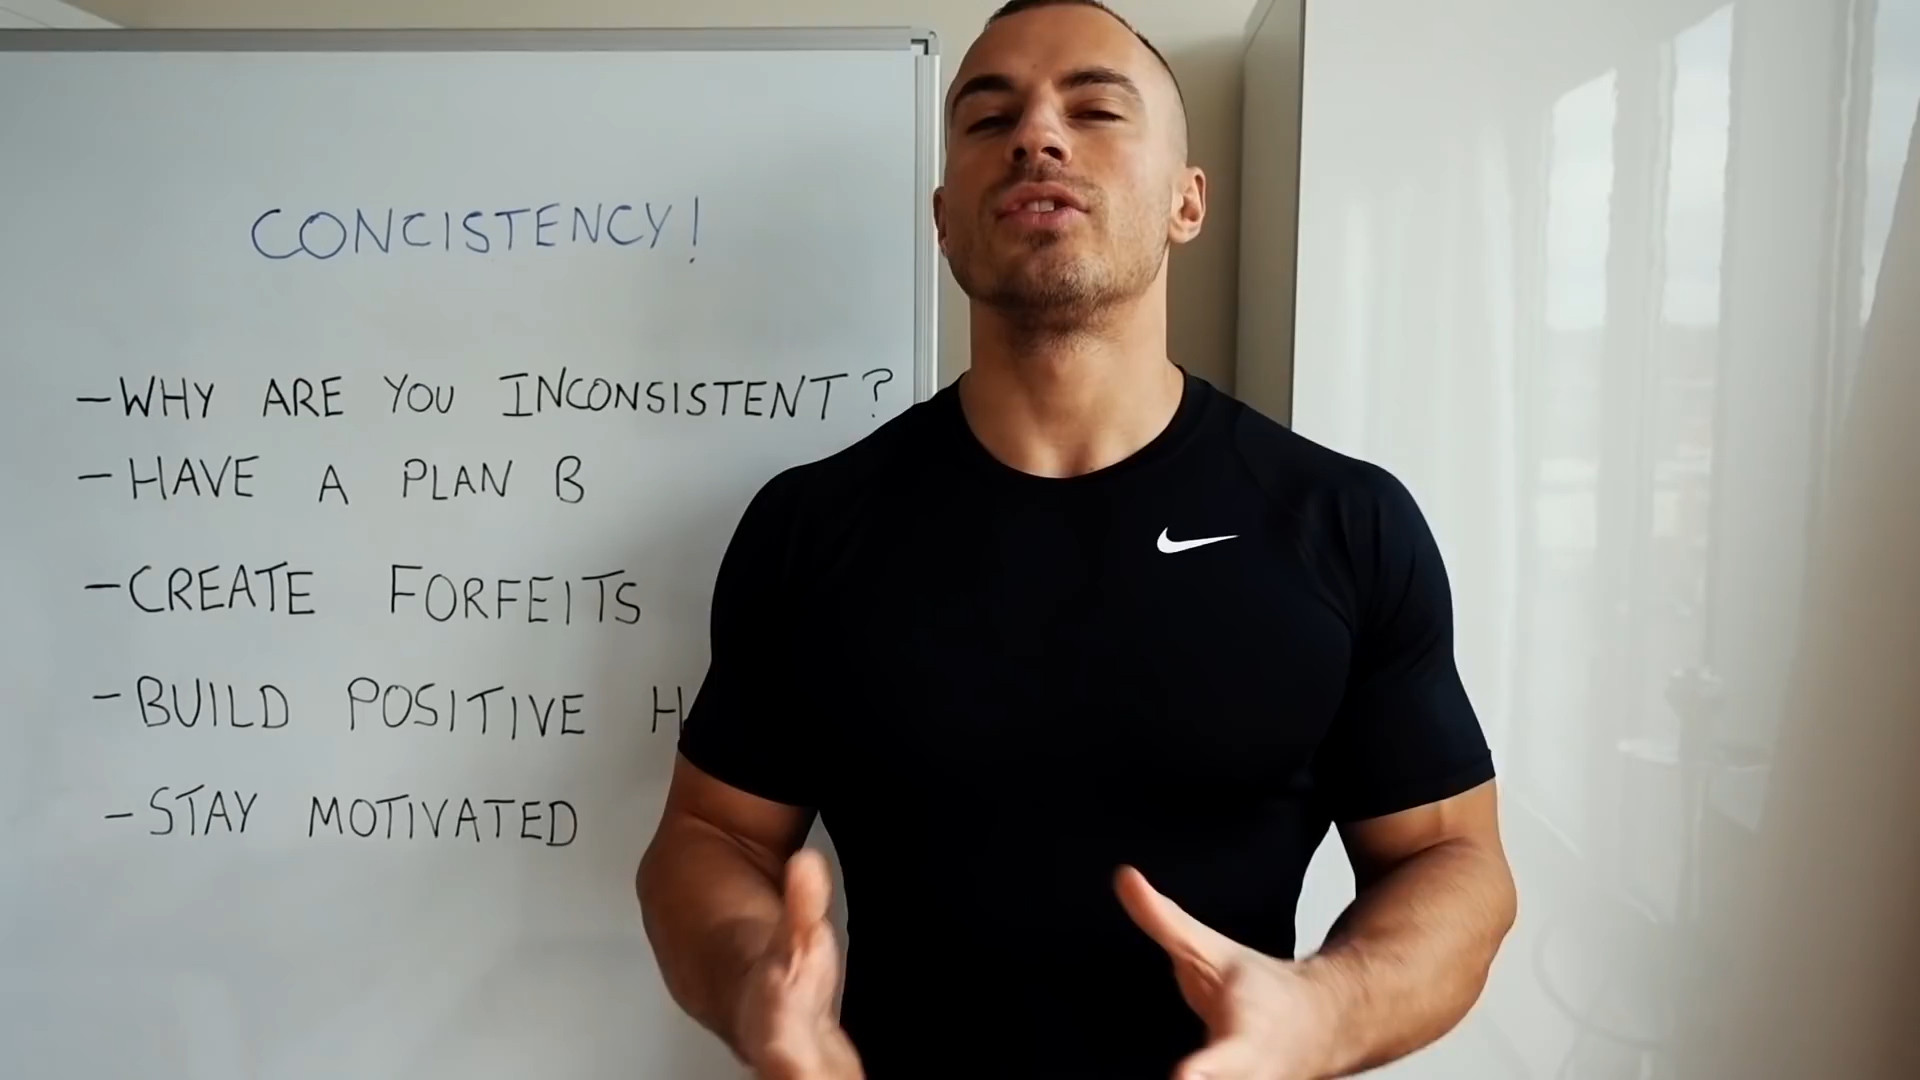 CONCISTENCY!
- WHY ARE YOU INCONSISTENT?
- HAVE A PLAN B
- CREATE FORFEITS
- BUILD POSITIVE
- STAY MOTIVATED